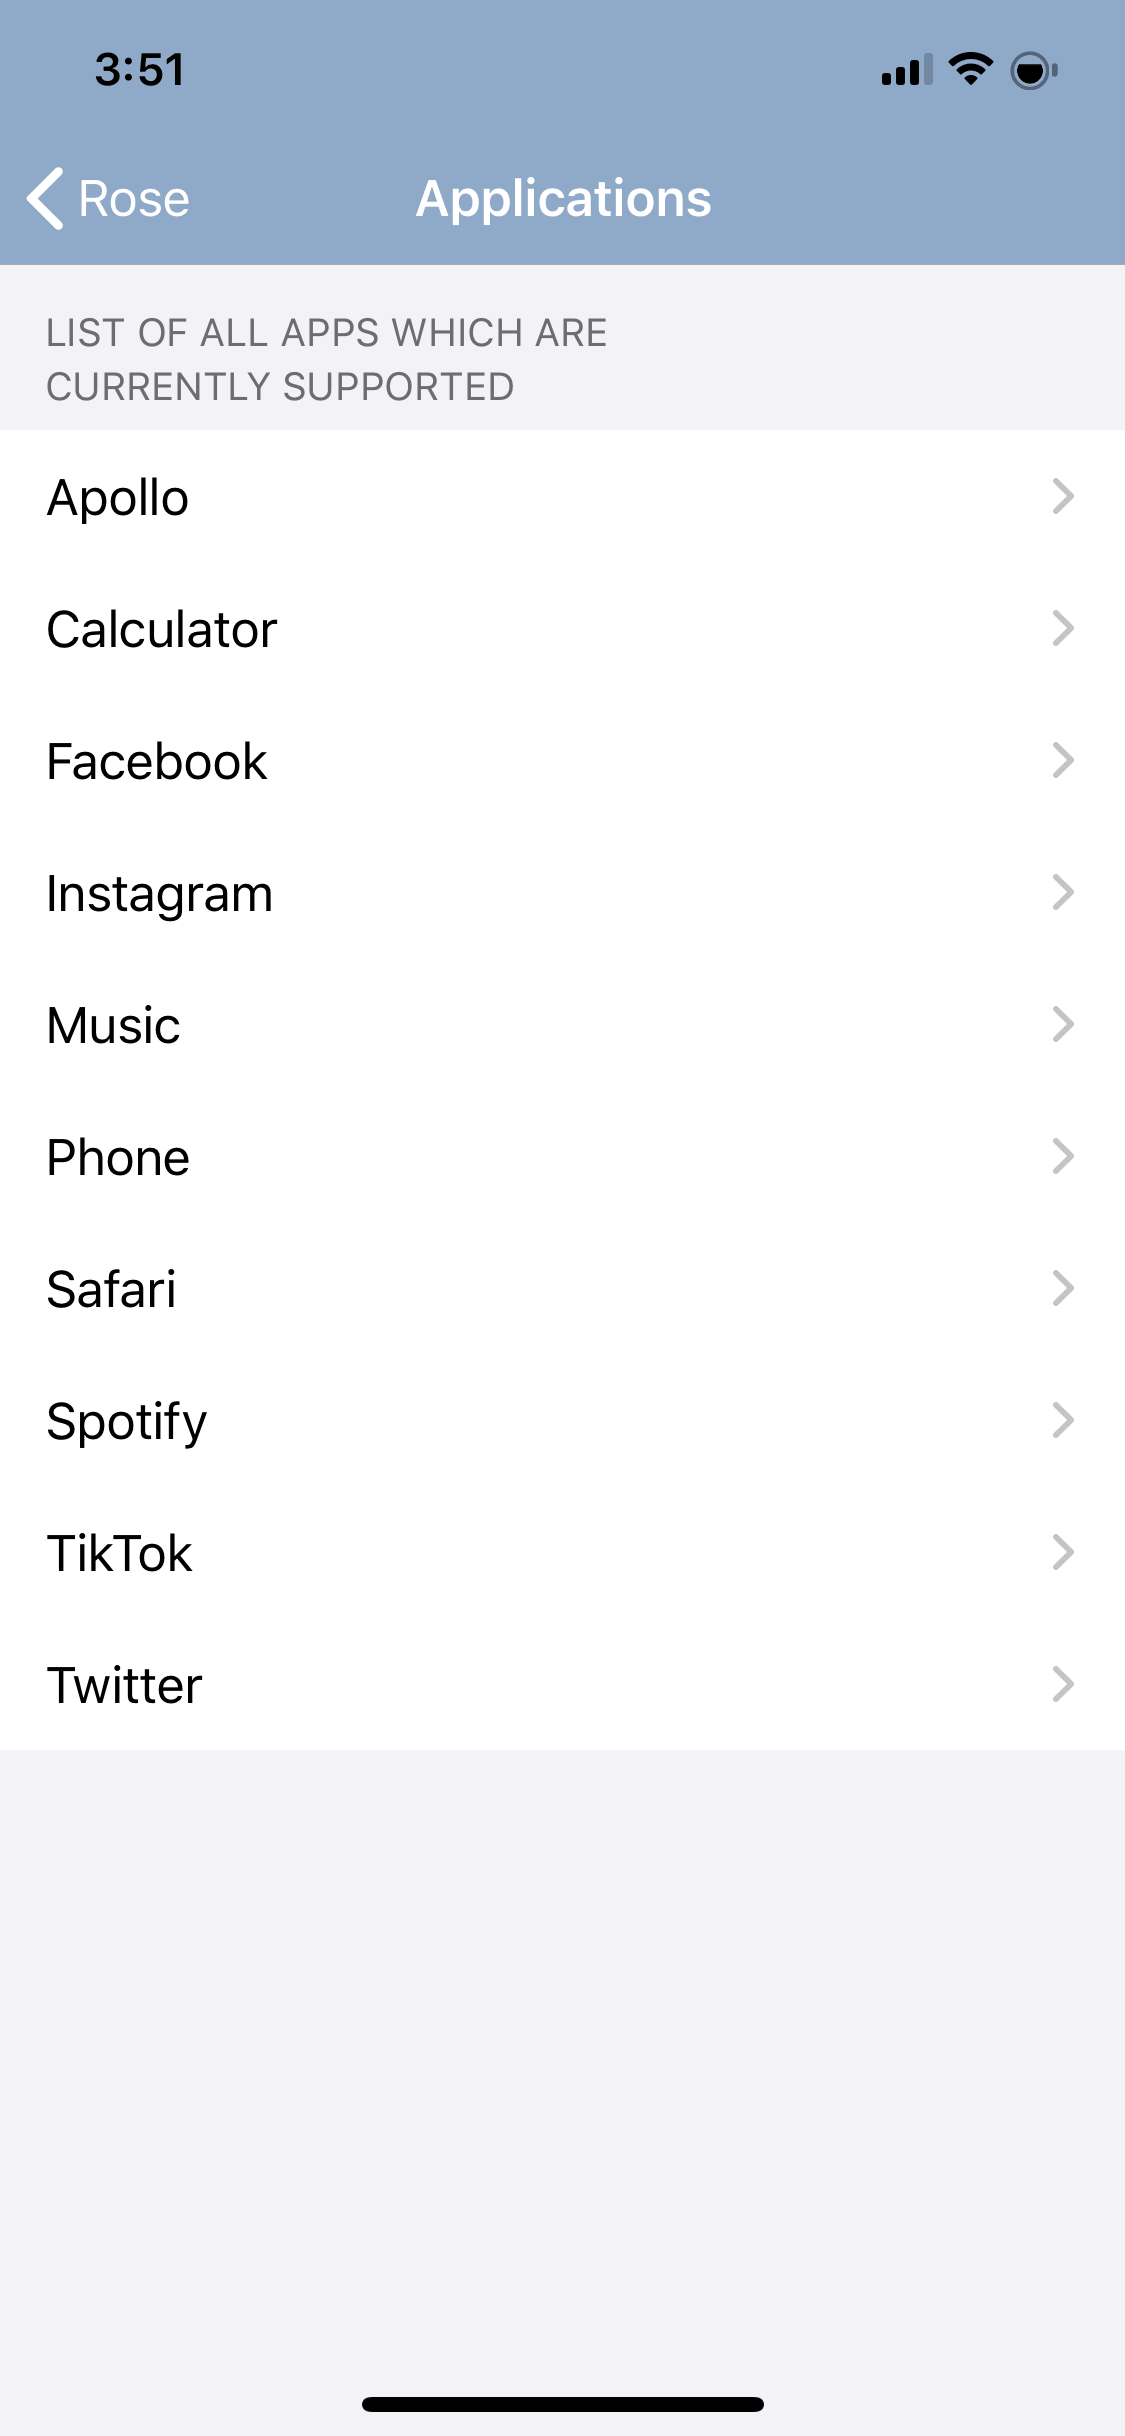 3:51
Rose
Applications
LIST OF ALL APPS WHICH ARE
CURRENTLY SUPPORTED
Apollo
Calculator
Facebook
Instagram
Music
Phone
Safari
Spotify
TikTok
Twitter